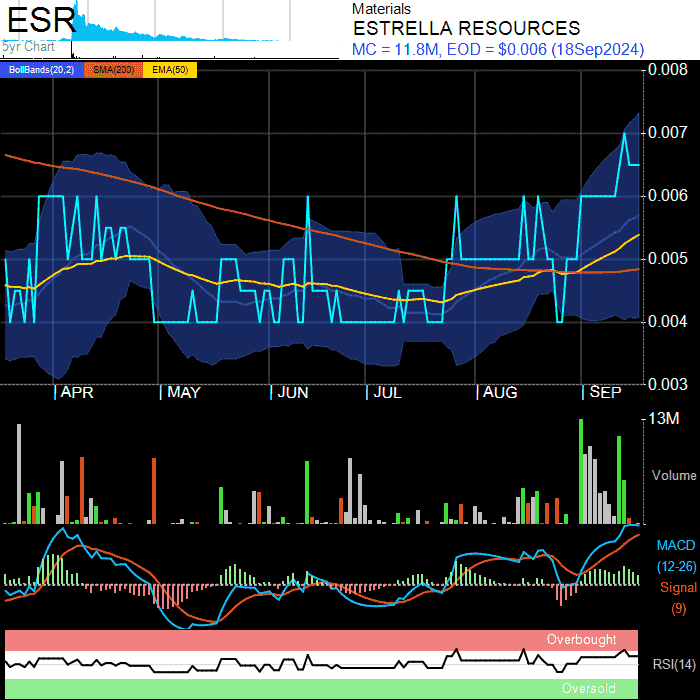 ESR
5yr Chart
Materials
ESTRELLA RESOURCES
MC = 11.8M, EOD = $0.006 (18Sep2024)
BollBands(20,2) SMA(200) EMA(50)
0.008
0.007
0.006
0.005
0.004
0.003
APR MAY JUN JUL AUG SEP
13M
Volume
MACD
(12-26)
Signal
(9)
Overbought
RSI(14)
Oversold